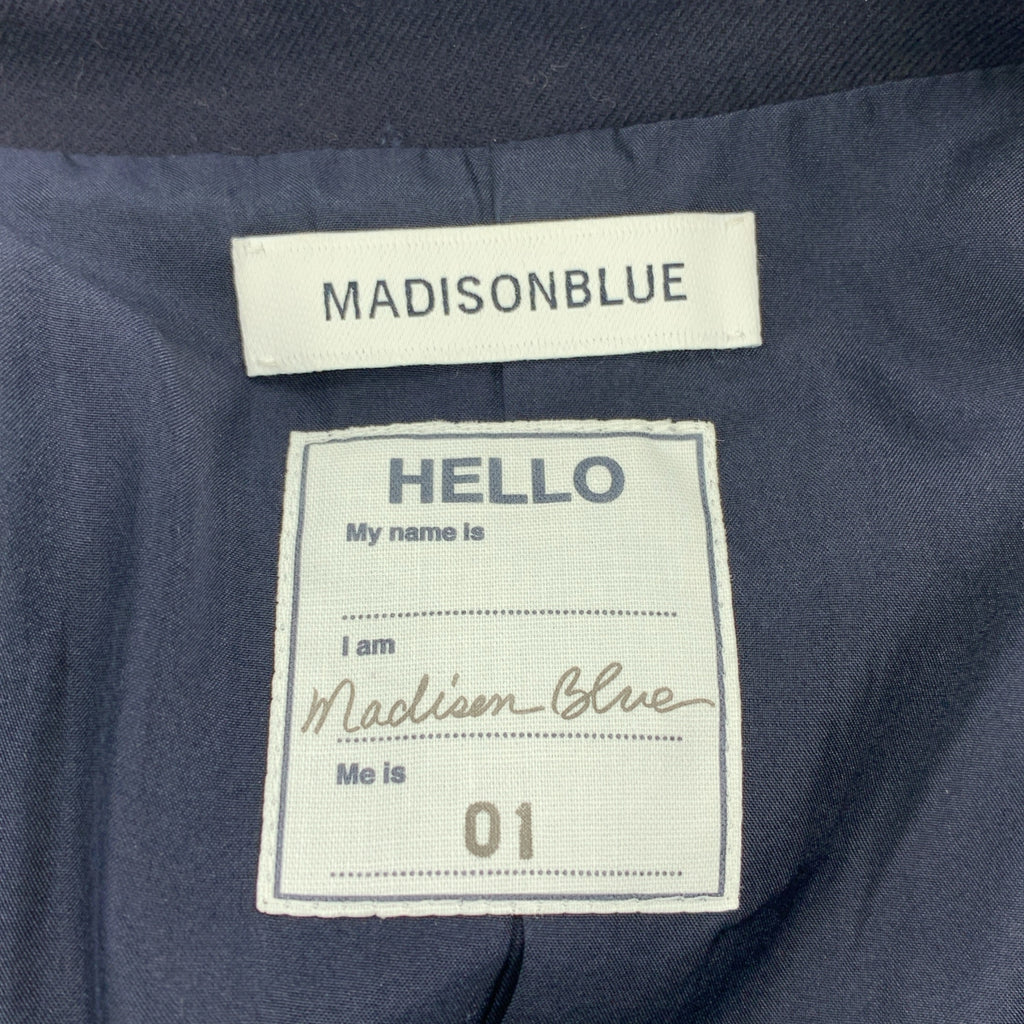 MADISONBLUE
HELLO
My name is
I am
Madison Blue
Me is
01